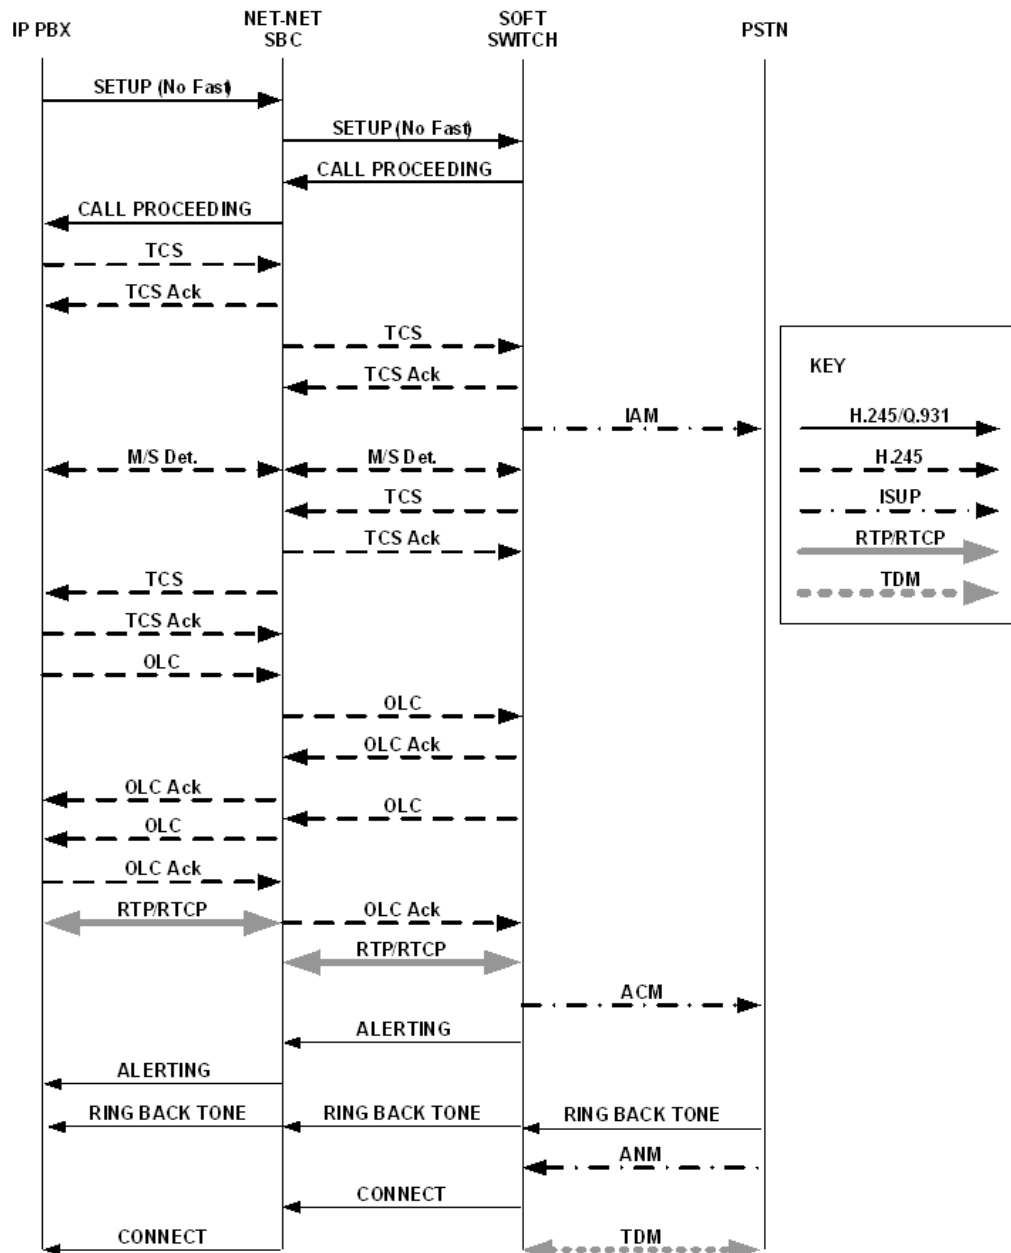 IP PBX
NET-NET
SBC
SOFT
SWITCH
PSTN
SETUP (No Fast)
SETUP (No Fast)
CALL PROCEEDING
CALL PROCEEDING
TCS
TCS Ack
TCS
TCS Ack
IAM
M/S Det.
M/S Det.
TCS
TCS Ack
TCS
TCS Ack
OLC
OLC
OLC Ack
OLC Ack
OLC
OLC
OLC Ack
RTP/RTCP
OLC Ack
RTP/RTCP
ACM
ALERTING
ALERTING
RING BACK TONE
RING BACK TONE
RING BACK TONE
ANM
CONNECT
CONNECT
TDM
KEY
H.245/Q.931
H.245
ISUP
RTP/RTCP
TDM